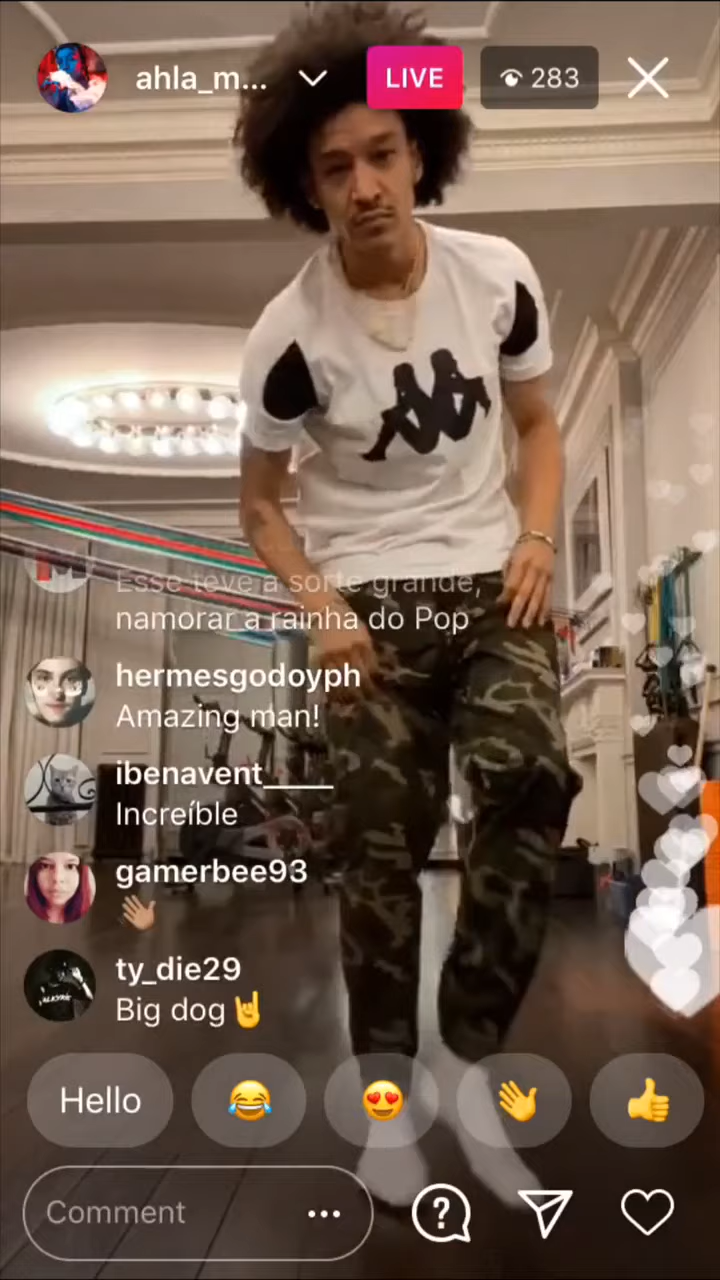 ahla_m...
LIVE
283
Esse teve a sorte grande,
namorar a rainha do Pop
hermesgodoyph
Amazing man!
ibenavent_____
Increíble
gamerbee93
👋🏽
ty_die29
Big dog🤘
Hello 😂 😍 👋 👍
Comment ...
?